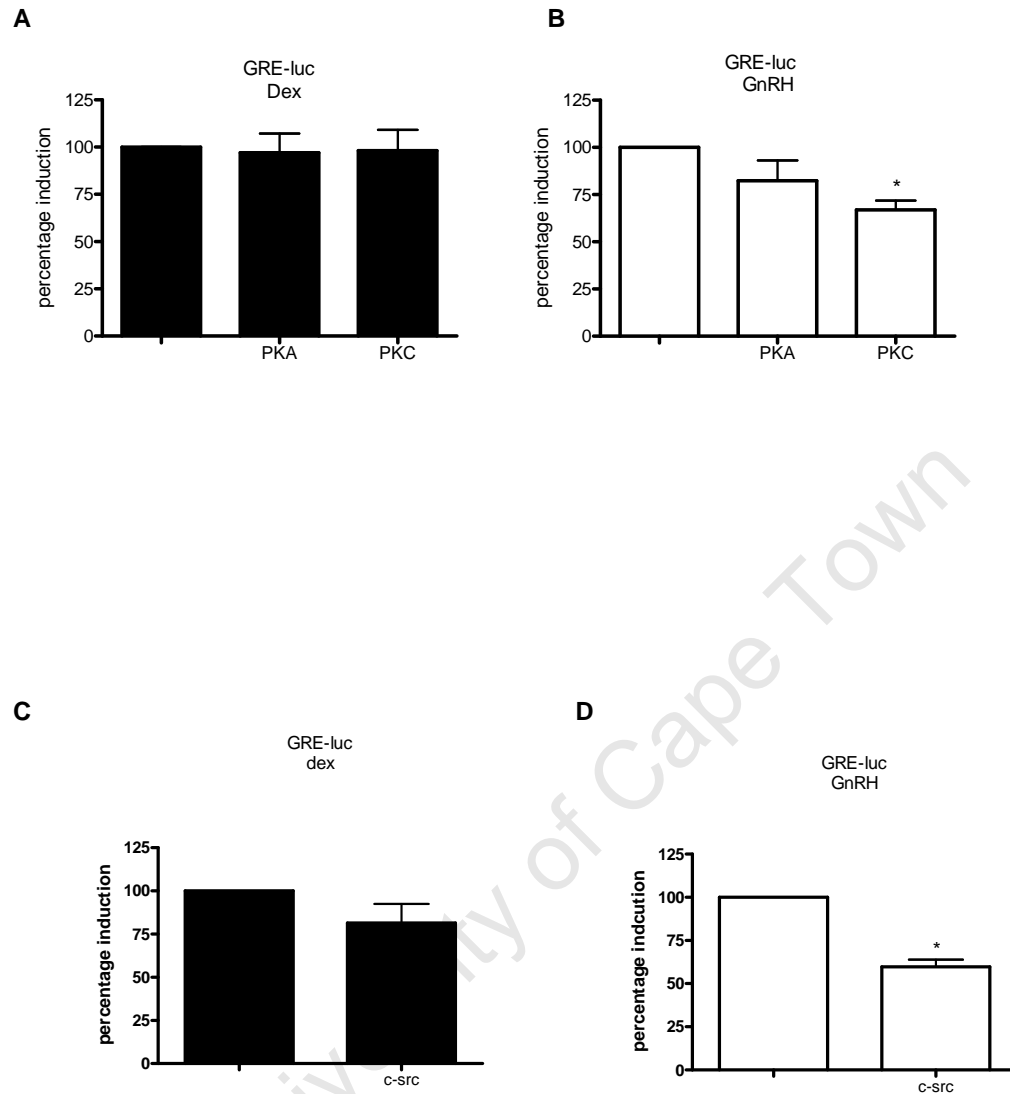 A
GRE-luc
Dex
percentage induction
125
100
75
50
25
0
PKA
PKC
B
GRE-luc
GnRH
percentage induction
125
100
75
50
25
0
*
PKA
PKC
C
GRE-luc
dex
percentage induction
125
100
75
50
25
0
c-src
D
GRE-luc
GnRH
percentage indcution
125
100
75
50
25
0
*
c-src
iversity of Cape Town